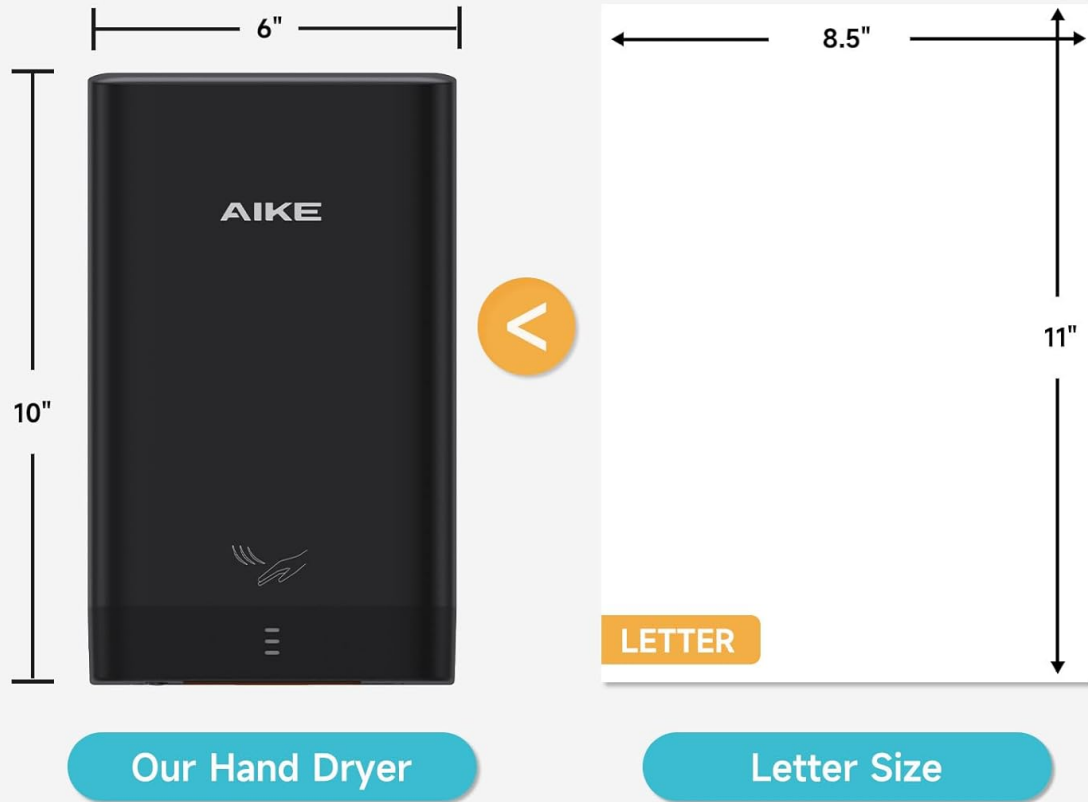 6"
8.5"
AIKE
<
11"
10"
LETTER
Our Hand Dryer
Letter Size